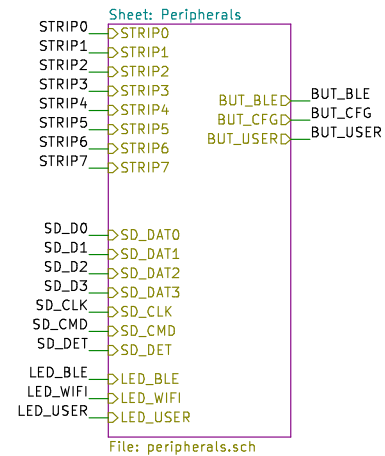 Sheet: Peripherals
STRIP0 STRIP0
STRIP1 STRIP1
STRIP2 STRIP2
STRIP3 STRIP3
STRIP4 STRIP4
STRIP5 STRIP5
STRIP6 STRIP6
STRIP7 STRIP7
BUT_BLE BUT_BLE
BUT_CFG BUT_CFG
BUT_USER BUT_USER
SD_D0 SD_DAT0
SD_D1 SD_DAT1
SD_D2 SD_DAT2
SD_D3 SD_DAT3
SD_CLK SD_CLK
SD_CMD SD_CMD
SD_DET SD_DET
LED_BLE LED_BLE
LED_WIFI LED_WIFI
LED_USER LED_USER
File: peripherals.sch